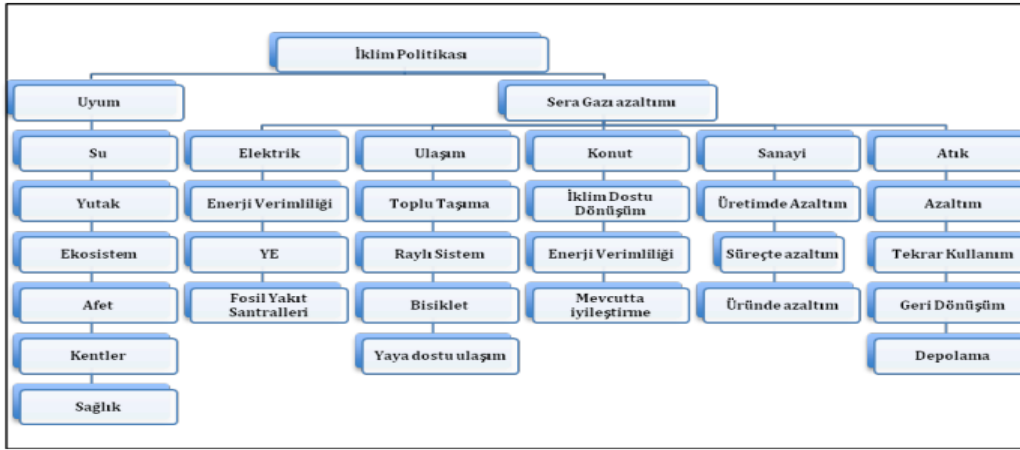 İklim Politikası
Uyum
Sera Gazı azaltımı
Su
Elektrik
Ulaşım
Konut
Sanayi
Atık
Yutak
Enerji Verimliliği
Toplu Taşıma
İklim Dostu
Dönüşüm
Üretimde Azaltım
Azaltım
Ekosistem
YE
Raylı Sistem
Enerji Verimliliği
Süreçte azaltım
Tekrar Kullanım
Afet
Fosil Yakıt
Santralleri
Bisiklet
Mevcutta
iyileştirme
Üründe azaltım
Geri Dönüşüm
Kentler
Yaya dostu ulaşım
Depolama
Sağlık